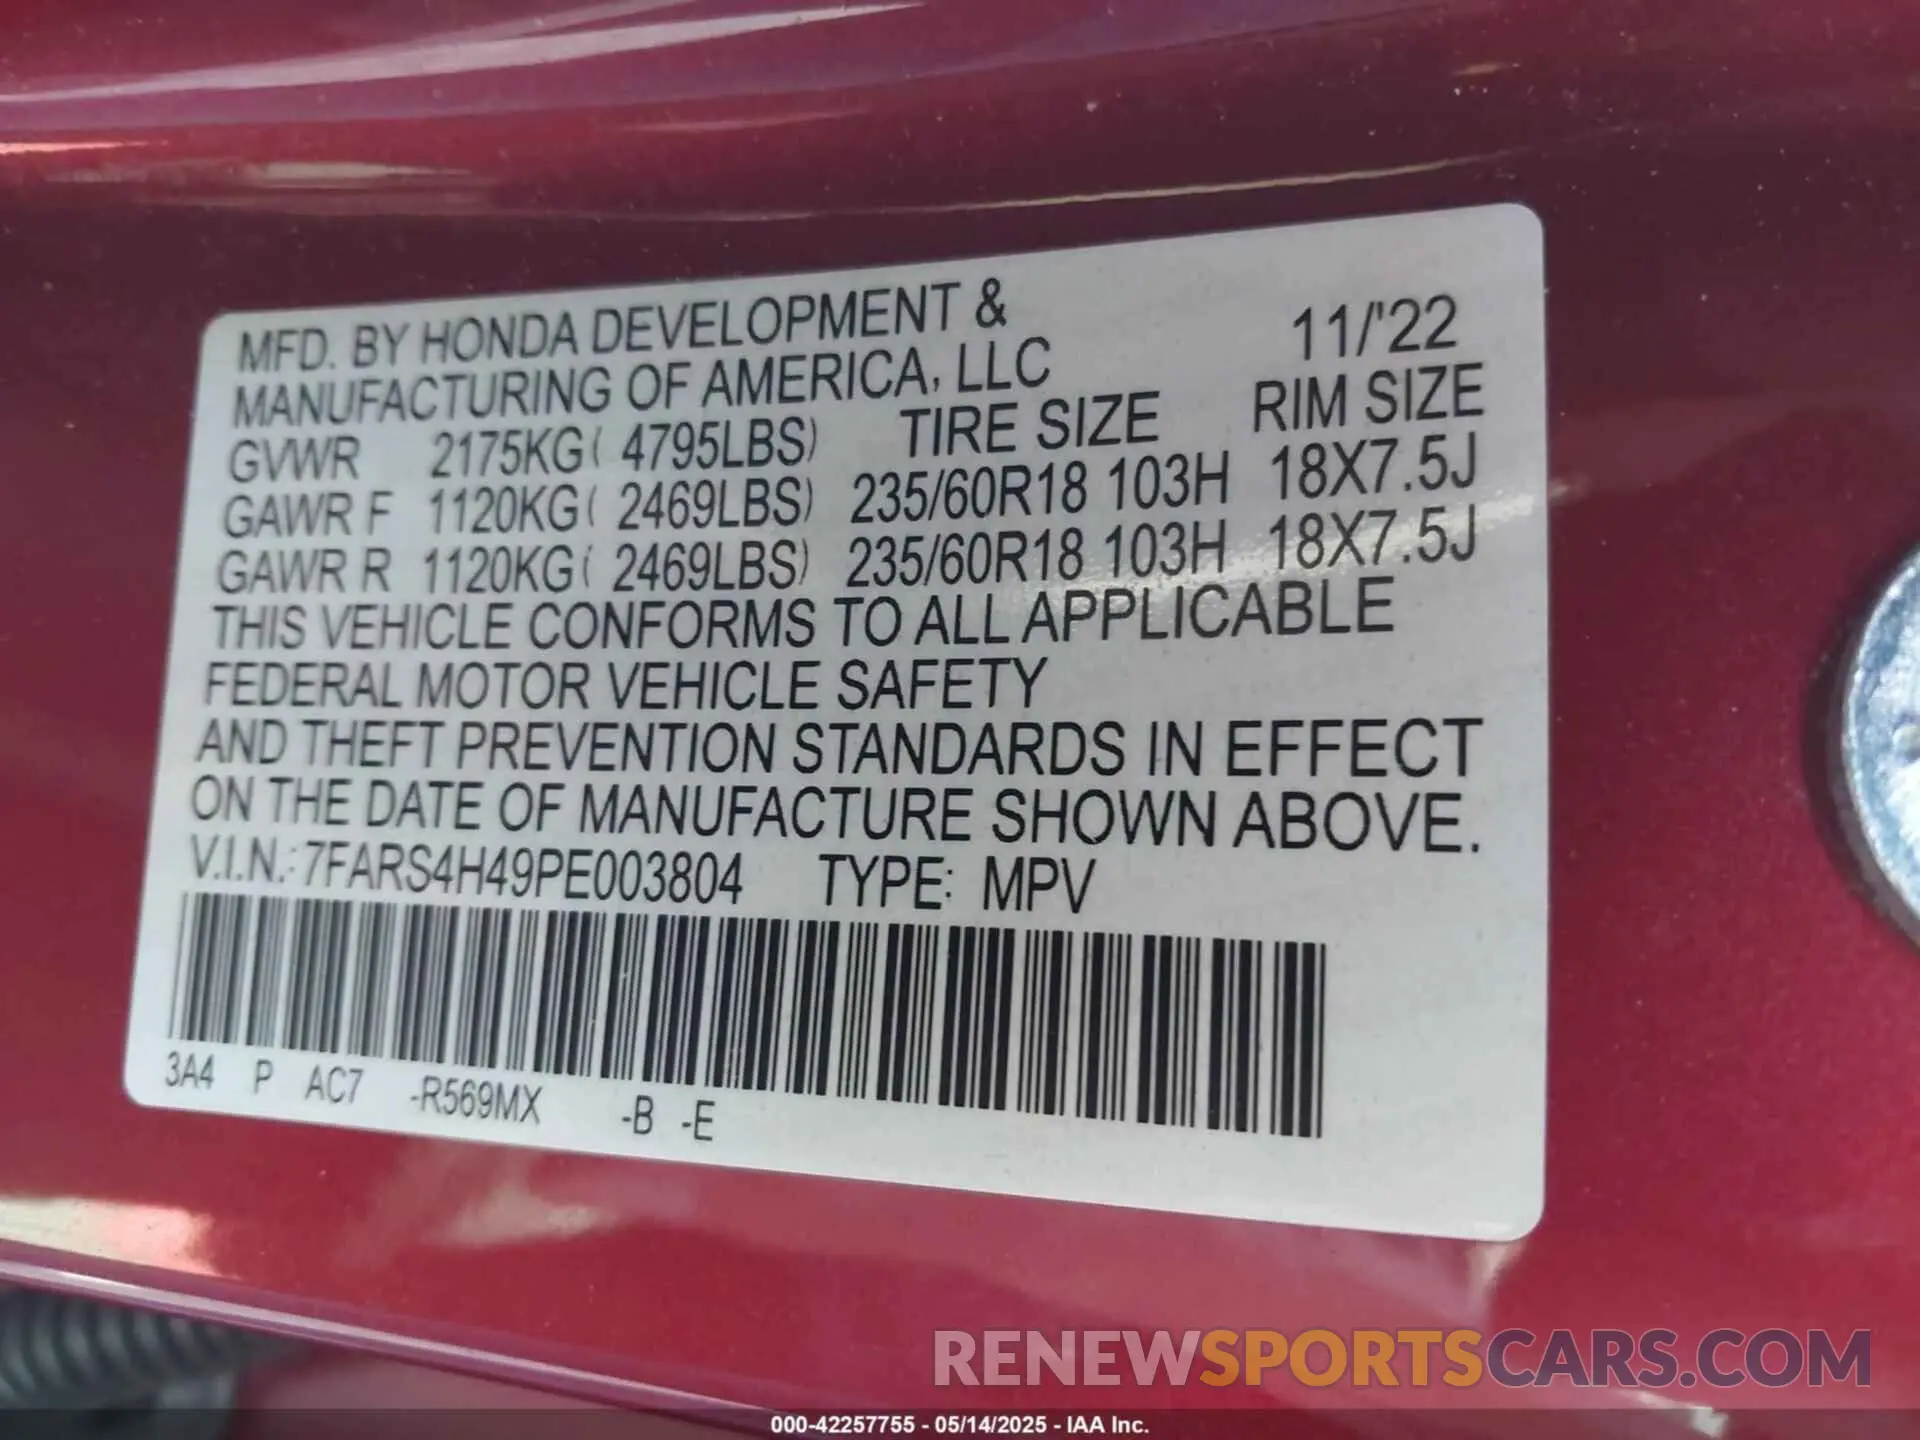 MFD. BY HONDA DEVELOPMENT & 11/'22
MANUFACTURING OF AMERICA, LLC
TIRE SIZE RIM SIZE
GVWR 2175KG( 4795LBS)
GAWR F 1120KG( 2469LBS) 235/60R18 103H 18X7.5J
GAWR R 1120KG( 2469LBS) 235/60R18 103H 18X7.5J
THIS VEHICLE CONFORMS TO ALL APPLICABLE
FEDERAL MOTOR VEHICLE SAFETY
AND THEFT PREVENTION STANDARDS IN EFFECT
ON THE DATE OF MANUFACTURE SHOWN ABOVE.
V.I.N.: 7FARS4H49PE003804 TYPE: MPV
3A4 P AC7 -R569MX -B -E
RENEWSPORTSCARS.COM
000-42257755 - 05/14/2025 - IAA Inc.